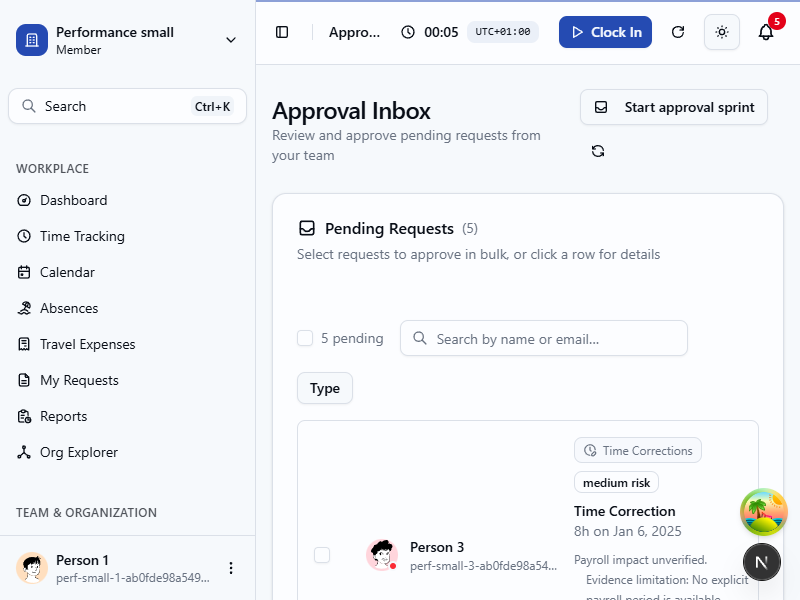 Performance small
Member
Appro...
00:05
UTC+01:00
Clock In
5
Search
Ctrl+K
WORKPLACE
Dashboard
Time Tracking
Calendar
Absences
Travel Expenses
My Requests
Reports
Org Explorer
TEAM & ORGANIZATION
Person 1
perf-small-1-ab0fde98a549...
Approval Inbox
Review and approve pending requests from
your team
Start approval sprint
Pending Requests (5)
Select requests to approve in bulk, or click a row for details
5 pending
Search by name or email...
Type
Person 3
perf-small-3-ab0fde98a54...
Time Corrections
medium risk
Time Correction
8h on Jan 6, 2025
Payroll impact unverified.
Evidence limitation: No explicit
payroll period is available
N